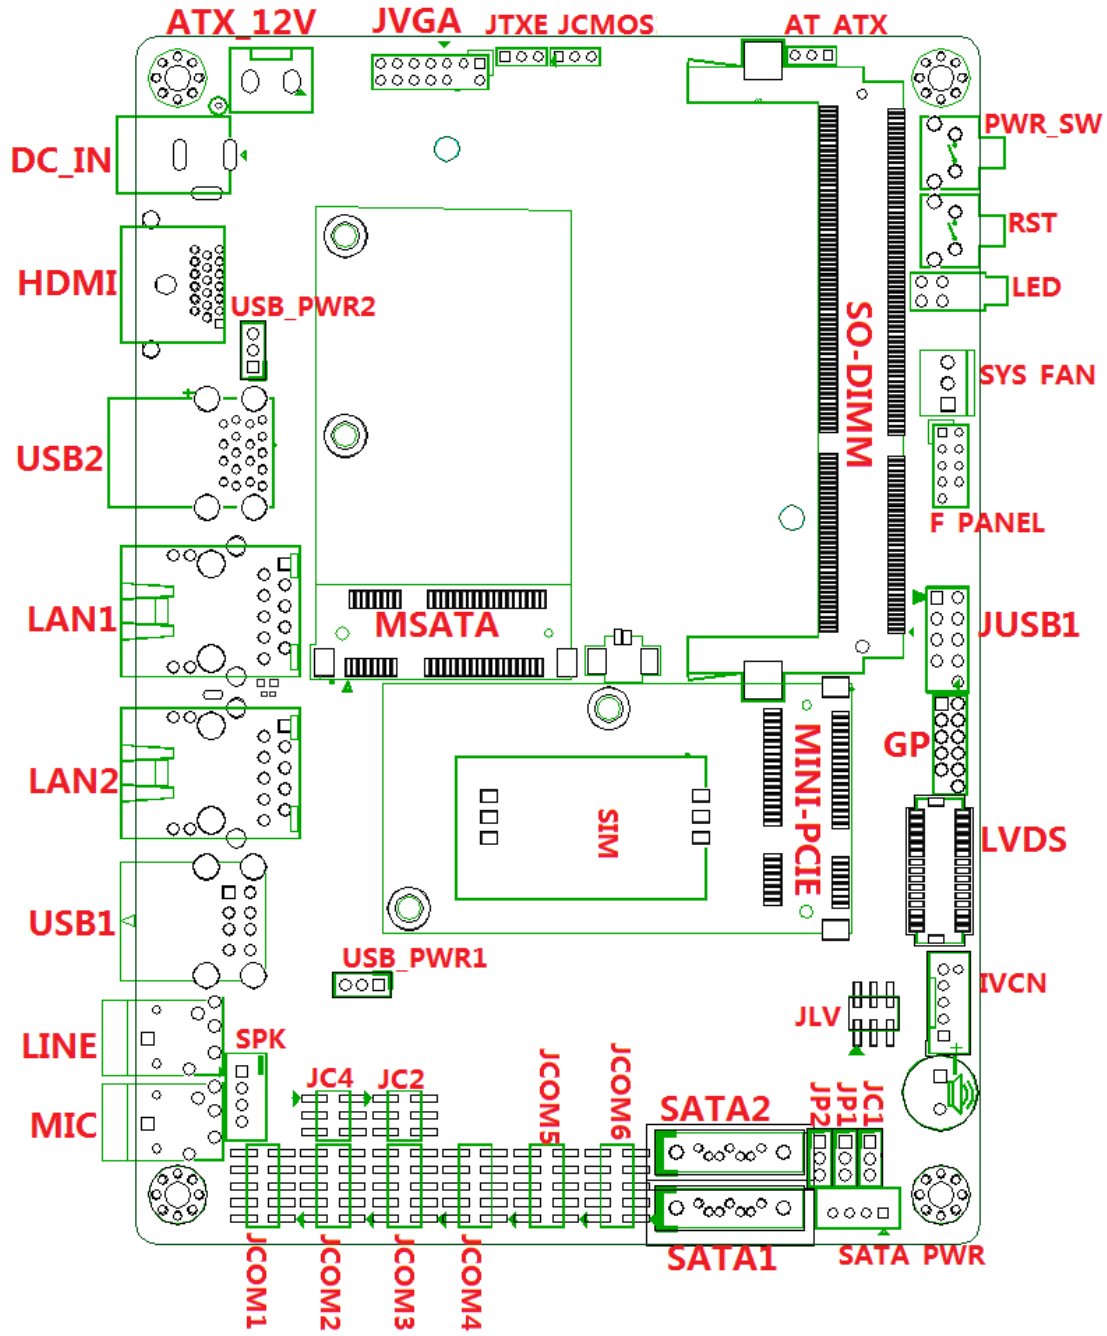 ATX_12V
JVGA
JTXE JCMOS
AT ATX
DC_IN
PWR_SW
RST
HDMI
LED
USB_PWR2
SO-DIMM
SYS FAN
USB2
F PANEL
LAN1
MSATA
JUSB1
GP
LAN2
MINI-PCIE
SIM
LVDS
USB1
USB_PWR1
IVCN
JLV
LINE
SPK
JC4
JC2
JCOM5
JCOM6
SATA2
JP2
JP1
JC1
MIC
JCOM1
JCOM2
JCOM3
JCOM4
SATA1
SATA PWR